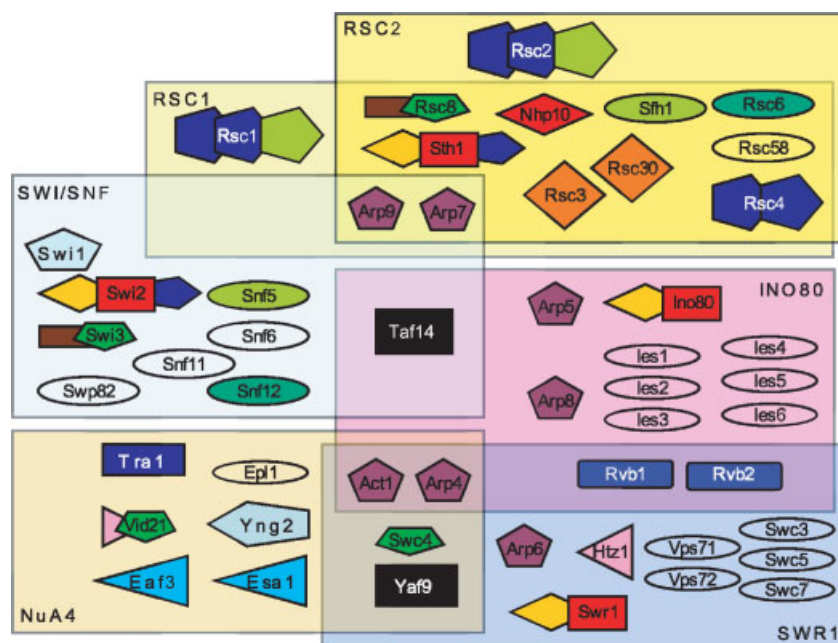 RSC2
Rsc2
RSC1
Rsc1
Rsc8
Nhp10
Sfh1
Rsc6
Sth1
Rsc58
Rsc3
Rsc30
Rsc4
SWI/SNF
Arp9
Arp7
Swi1
Swi2
Snf5
Swi3
Snf6
Snf11
Swp82
Snf12
Taf14
INO80
Arp5
Ino80
Ies1
Ies4
Arp8
Ies2
Ies5
Ies3
Ies6
Tra1
Epl1
Act1
Arp4
Rvb1
Rvb2
Vid21
Yng2
Swc4
Eaf3
Esa1
Yaf9
NuA4
Arp6
Htz1
Vps71
Swc3
Vps72
Swc5
Swc7
Swr1
SWR1